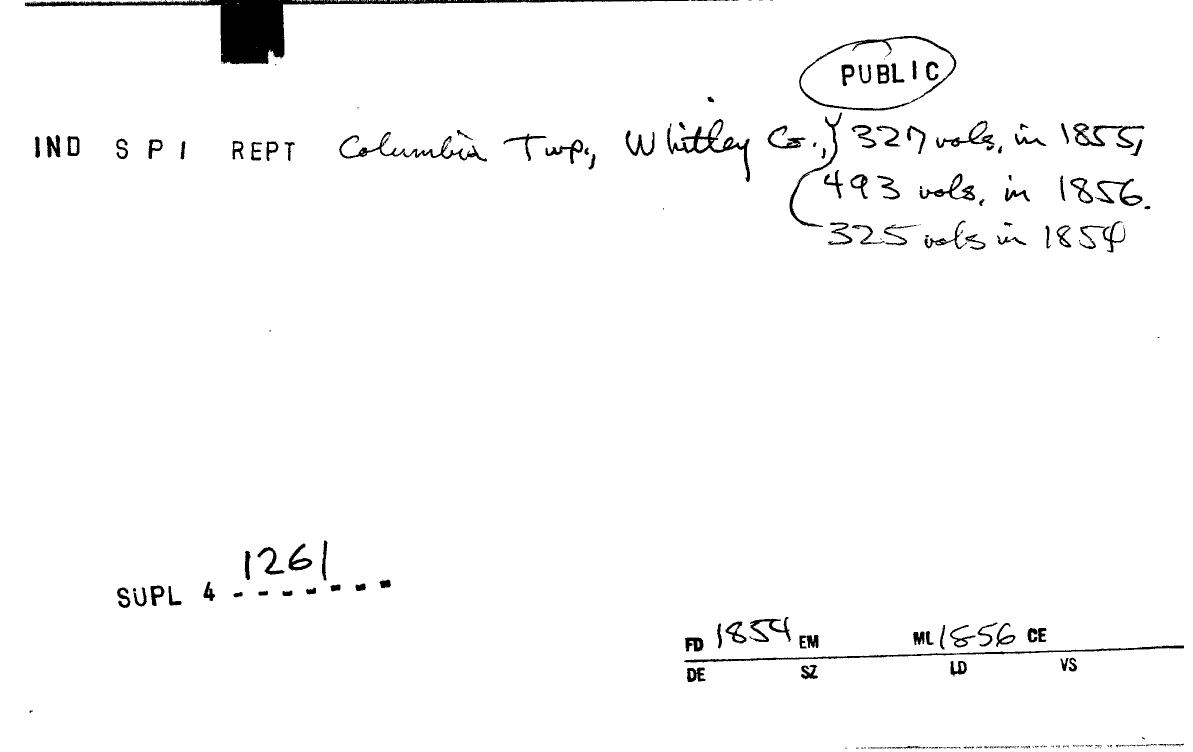 PUBLIC
IND S P I REPT Columbia Twp., Whitley Co., 327 vols, in 1855,
493 vols. in 1856.
325 vols in 1854
1261
SUPL 4 - - - - - - -
FD 1854 EM ML 1856 CE
DE SZ LD VS